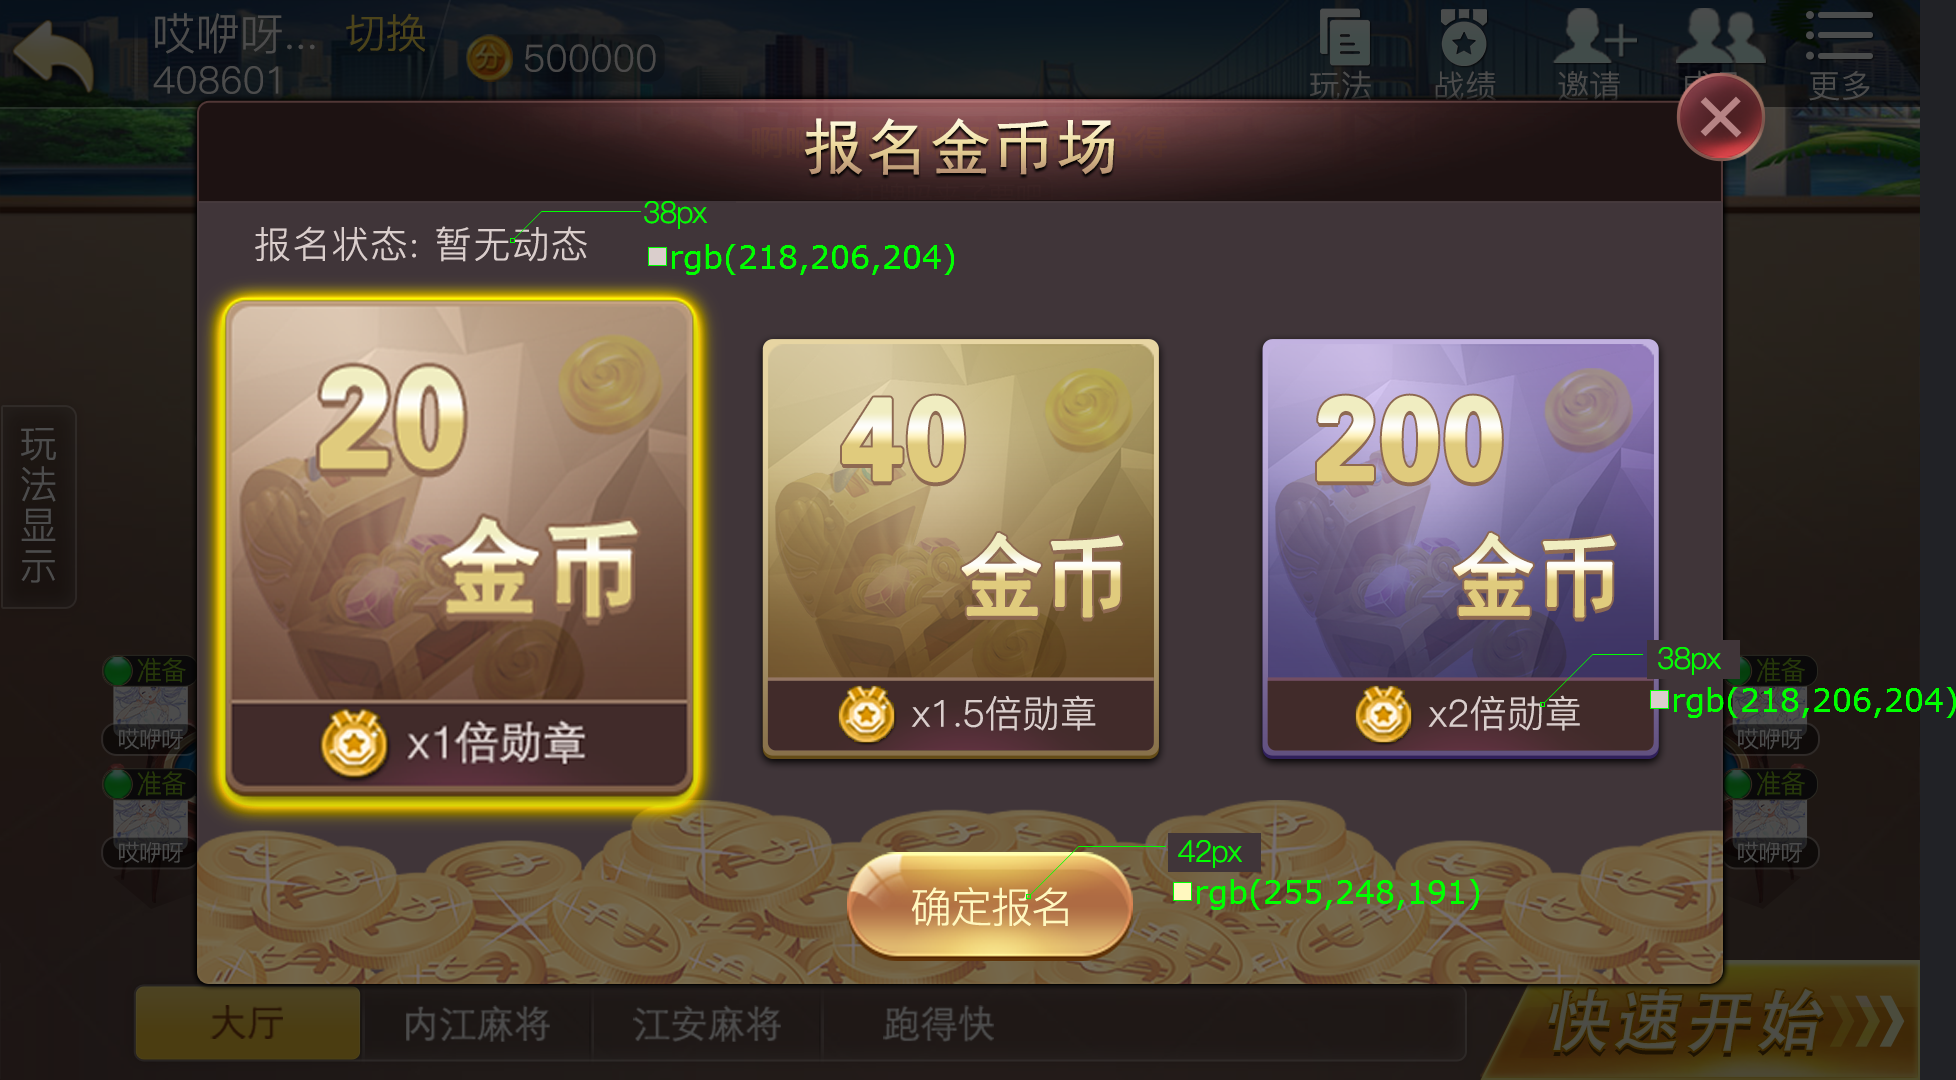 哎咿呀... 切换
408601
分 500000
玩法
战绩
邀请
更多
报名金币场
报名状态: 暂无动态
38px
rgb(218,206,204)
20
金币
x1倍勋章
40
金币
x1.5倍勋章
200
金币
x2倍勋章
38px
rgb(218,206,204)
玩法显示
准备
哎咿呀
准备
哎咿呀
准备
哎咿呀
准备
哎咿呀
42px
rgb(255,248,191)
确定报名
大厅
内江麻将
江安麻将
跑得快
快速开始